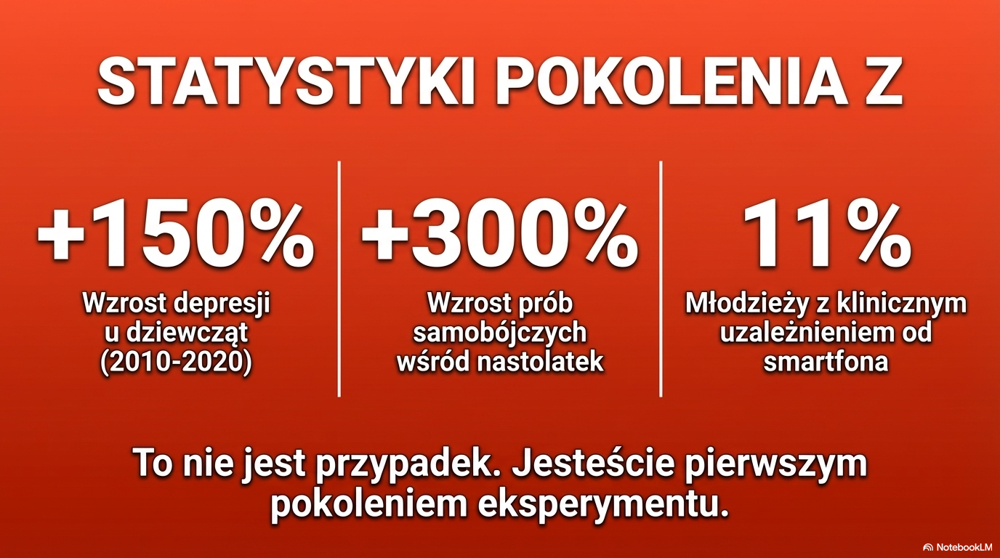 STATYSTYKI POKOLENIA Z
+150%
Wzrost depresji
u dziewcząt
(2010-2020)
+300%
Wzrost prób
samobójczych
wśród nastolatek
11%
Młodzieży z klinicznym
uzależnieniem od
smartfona
To nie jest przypadek. Jesteście pierwszym
pokoleniem eksperymentu.
NotebookLM